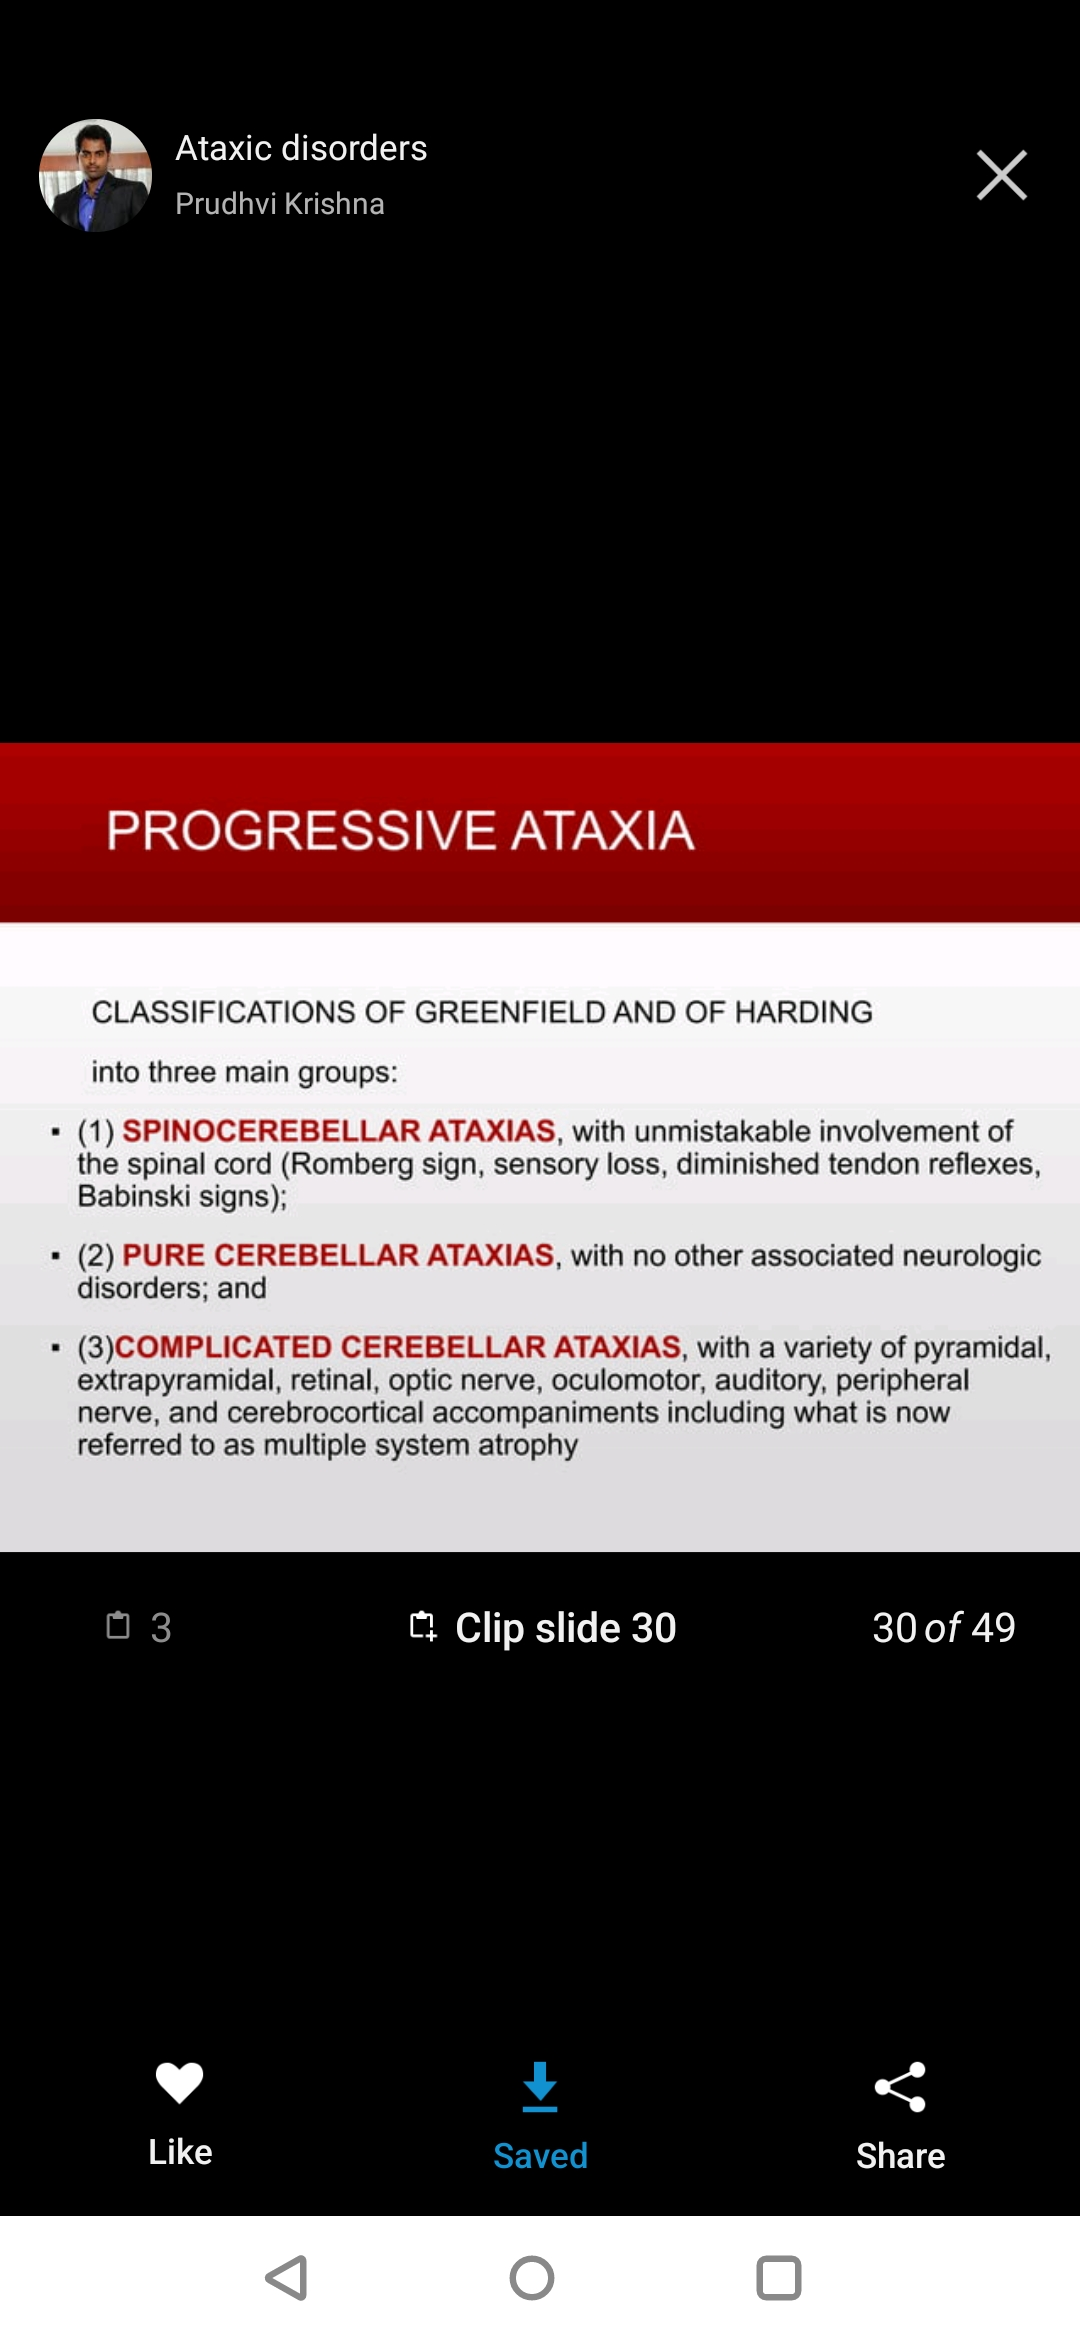 Ataxic disorders
Prudhvi Krishna
PROGRESSIVE ATAXIA
CLASSIFICATIONS OF GREENFIELD AND OF HARDING
into three main groups:
▪ (1) SPINOCEREBELLAR ATAXIAS, with unmistakable involvement of
the spinal cord (Romberg sign, sensory loss, diminished tendon reflexes,
Babinski signs);
▪ (2) PURE CEREBELLAR ATAXIAS, with no other associated neurologic
disorders; and
▪ (3)COMPLICATED CEREBELLAR ATAXIAS, with a variety of pyramidal,
extrapyramidal, retinal, optic nerve, oculomotor, auditory, peripheral
nerve, and cerebrocortical accompaniments including what is now
referred to as multiple system atrophy
3 Clip slide 30 30 of 49
Like Saved Share